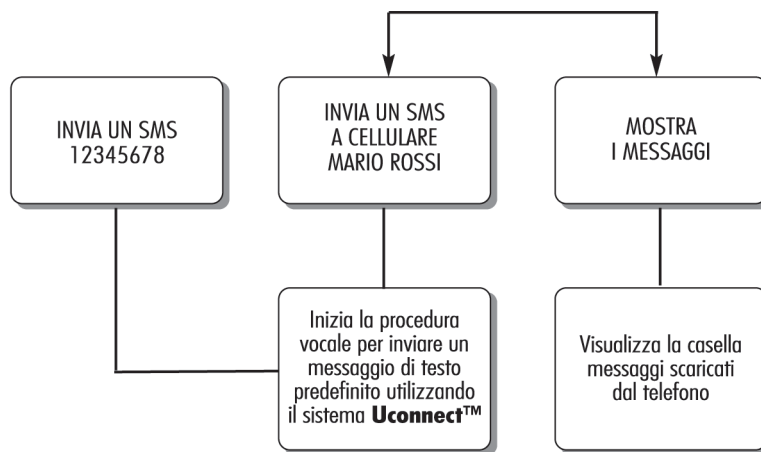 INVIA UN SMS
12345678
INVIA UN SMS
A CELLULARE
MARIO ROSSI
MOSTRA
I MESSAGGI
Inizia la procedura
vocale per inviare un
messaggio di testo
predefinito utilizzando
il sistema Uconnect™
Visualizza la casella
messaggi scaricati
dal telefono